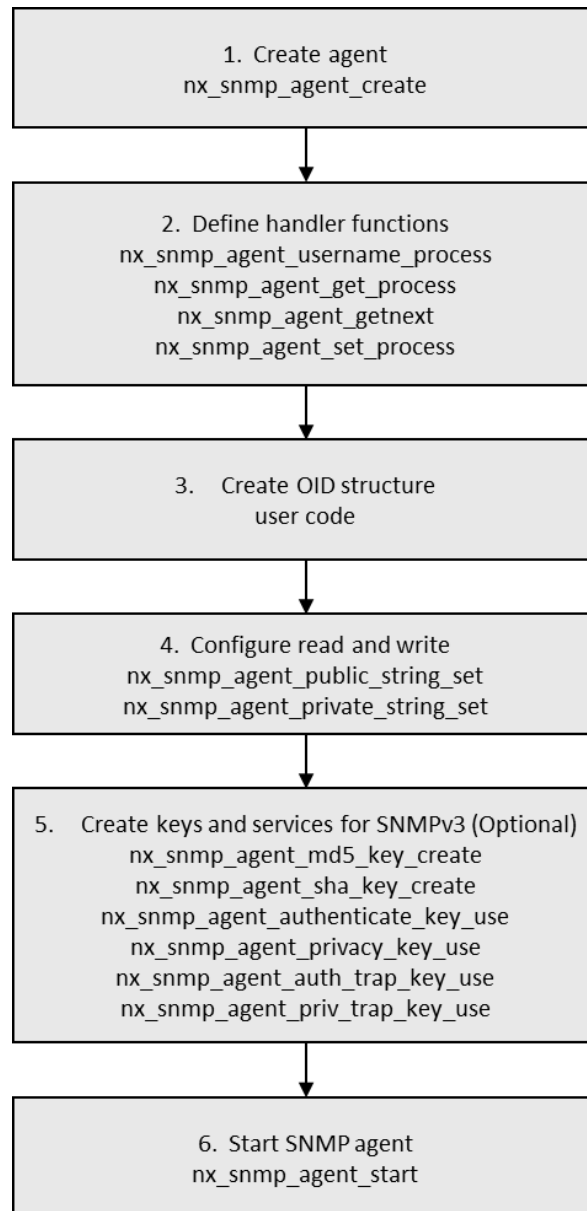 1. Create agent
nx_snmp_agent_create
2. Define handler functions
nx_snmp_agent_username_process
nx_snmp_agent_get_process
nx_snmp_agent_getnext
nx_snmp_agent_set_process
3. Create OID structure
user code
4. Configure read and write
nx_snmp_agent_public_string_set
nx_snmp_agent_private_string_set
5. Create keys and services for SNMPv3 (Optional)
nx_snmp_agent_md5_key_create
nx_snmp_agent_sha_key_create
nx_snmp_agent_authenticate_key_use
nx_snmp_agent_privacy_key_use
nx_snmp_agent_auth_trap_key_use
nx_snmp_agent_priv_trap_key_use
6. Start SNMP agent
nx_snmp_agent_start